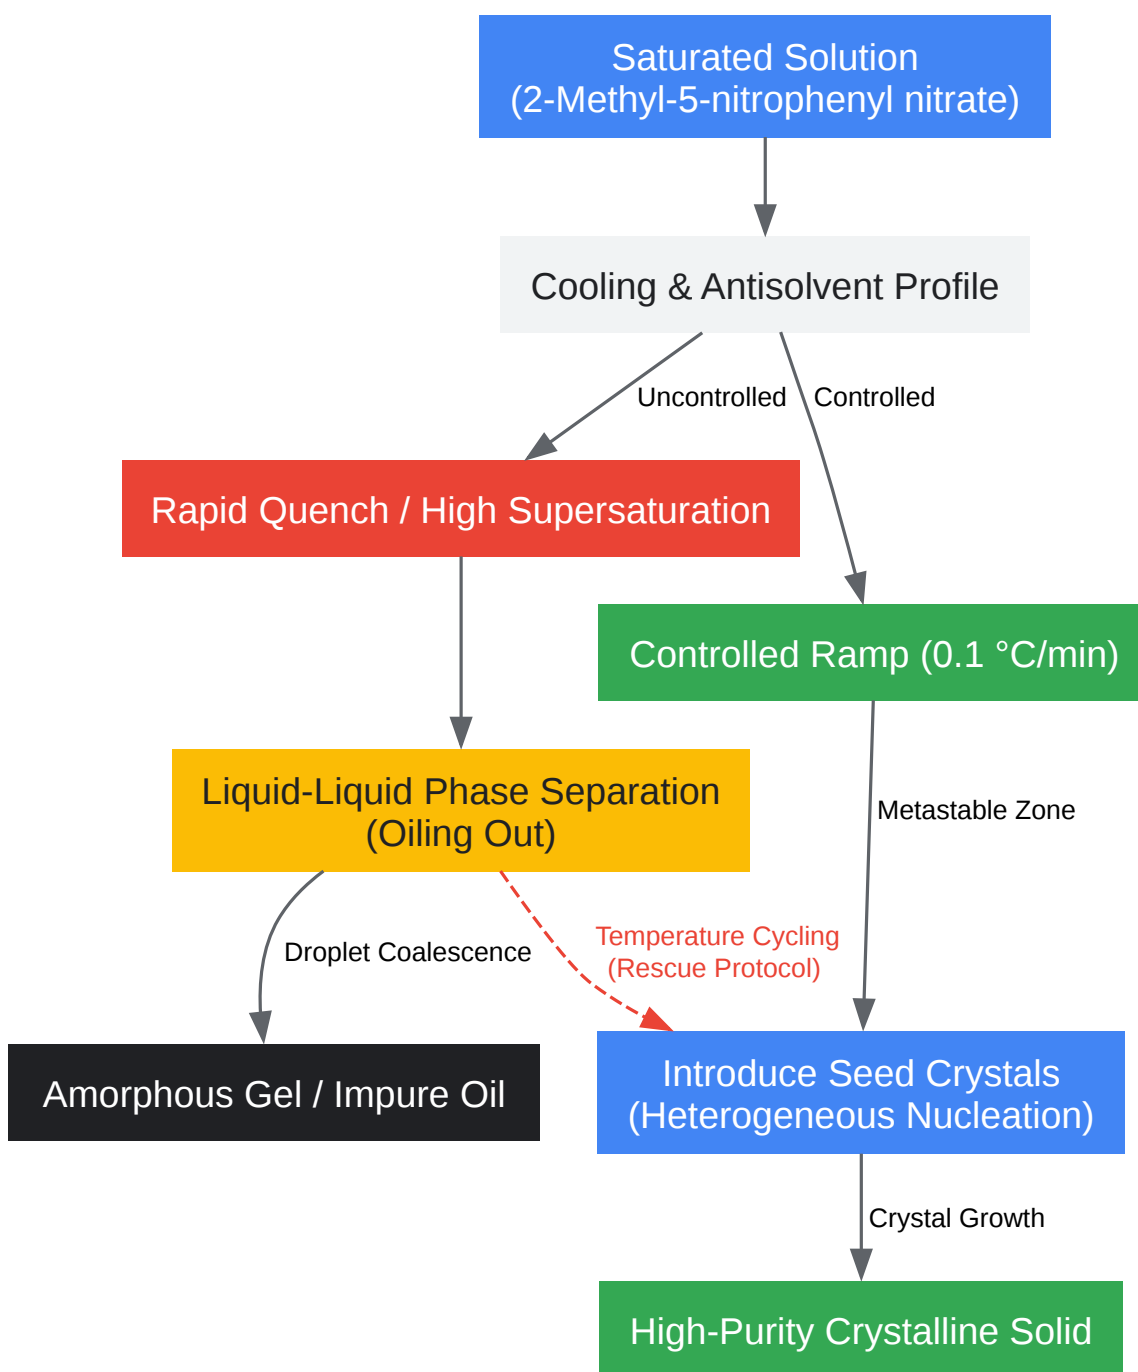 Saturated Solution
(2-Methyl-5-nitrophenyl nitrate)
Cooling & Antisolvent Profile
Uncontrolled
Controlled
Rapid Quench / High Supersaturation
Controlled Ramp (0.1 °C/min)
Liquid-Liquid Phase Separation
(Oiling Out)
Metastable Zone
Droplet Coalescence
Temperature Cycling
(Rescue Protocol)
Amorphous Gel / Impure Oil
Introduce Seed Crystals
(Heterogeneous Nucleation)
Crystal Growth
High-Purity Crystalline Solid